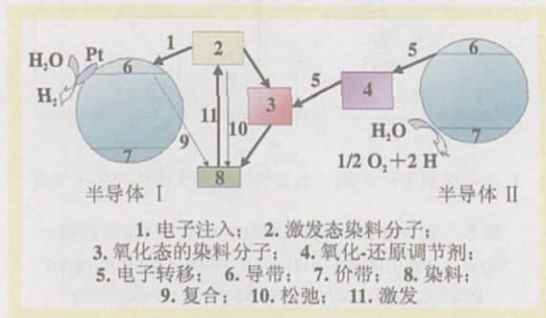 1
2
5
6
H₂O
Pt
6
H₂
11
10
3
5
4
9
H₂O
7
7
1/2 O₂+2 H
8
半导体 Ⅰ
半导体 Ⅱ
1. 电子注入； 2. 激发态染料分子；
3. 氧化态的染料分子； 4. 氧化-还原调节剂；
5. 电子转移； 6. 导带； 7. 价带； 8. 染料；
9. 复合； 10. 松弛； 11. 激发